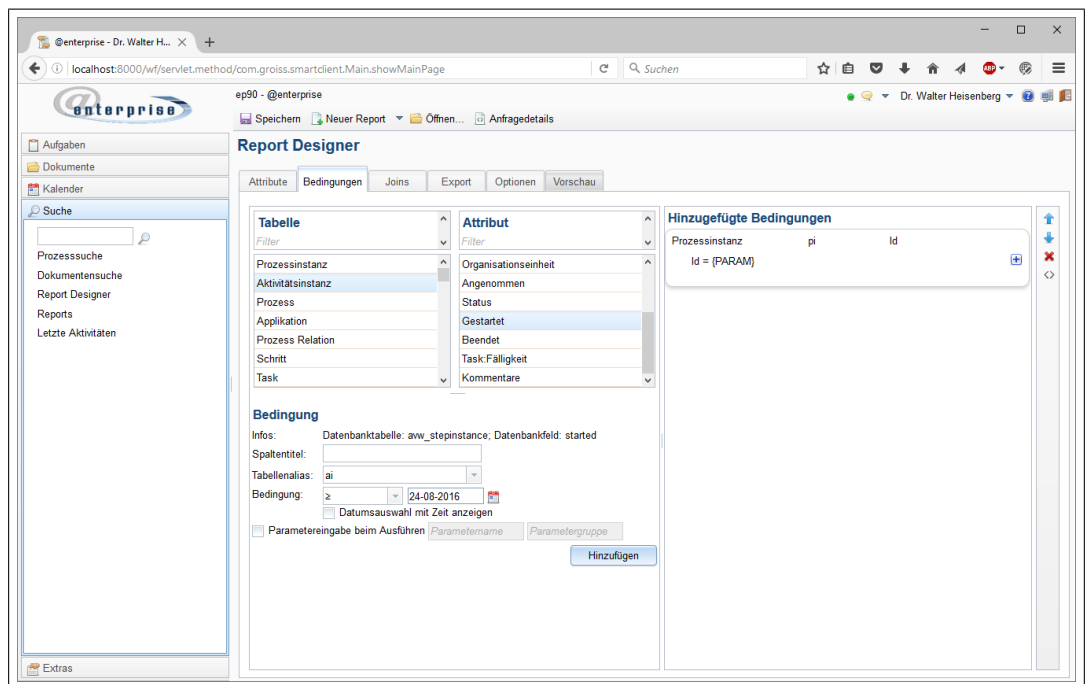 @enterprise - Dr. Walter H...
localhost:8000/wf/servlet.method/com.groiss.smartclient.Main.showMainPage
Suchen
ABP
@enterprise
ep90 - @enterprise
Dr. Walter Heisenberg
Speichern Neuer Report Öffnen... Anfragedetails
Aufgaben
Dokumente
Kalender
Suche
Prozesssuche
Dokumentensuche
Report Designer
Reports
Letzte Aktivitäten
Extras
Report Designer
Attribute Bedingungen Joins Export Optionen Vorschau
Tabelle
Filter
Prozessinstanz
Aktivitätsinstanz
Prozess
Applikation
Prozess Relation
Schritt
Task
Attribut
Filter
Organisationseinheit
Angenommen
Status
Gestartet
Beendet
Task:Fälligkeit
Kommentare
Bedingung
Infos: Datenbanktabelle: avw_stepinstance; Datenbankfeld: started
Spaltentitel:
Tabellenalias: ai
Bedingung: ≥ 24-08-2016
Datumsauswahl mit Zeit anzeigen
Parametereingabe beim Ausführen Parametername Parametergruppe
Hinzufügen
Hinzugefügte Bedingungen
Prozessinstanz pi Id
Id = {PARAM}